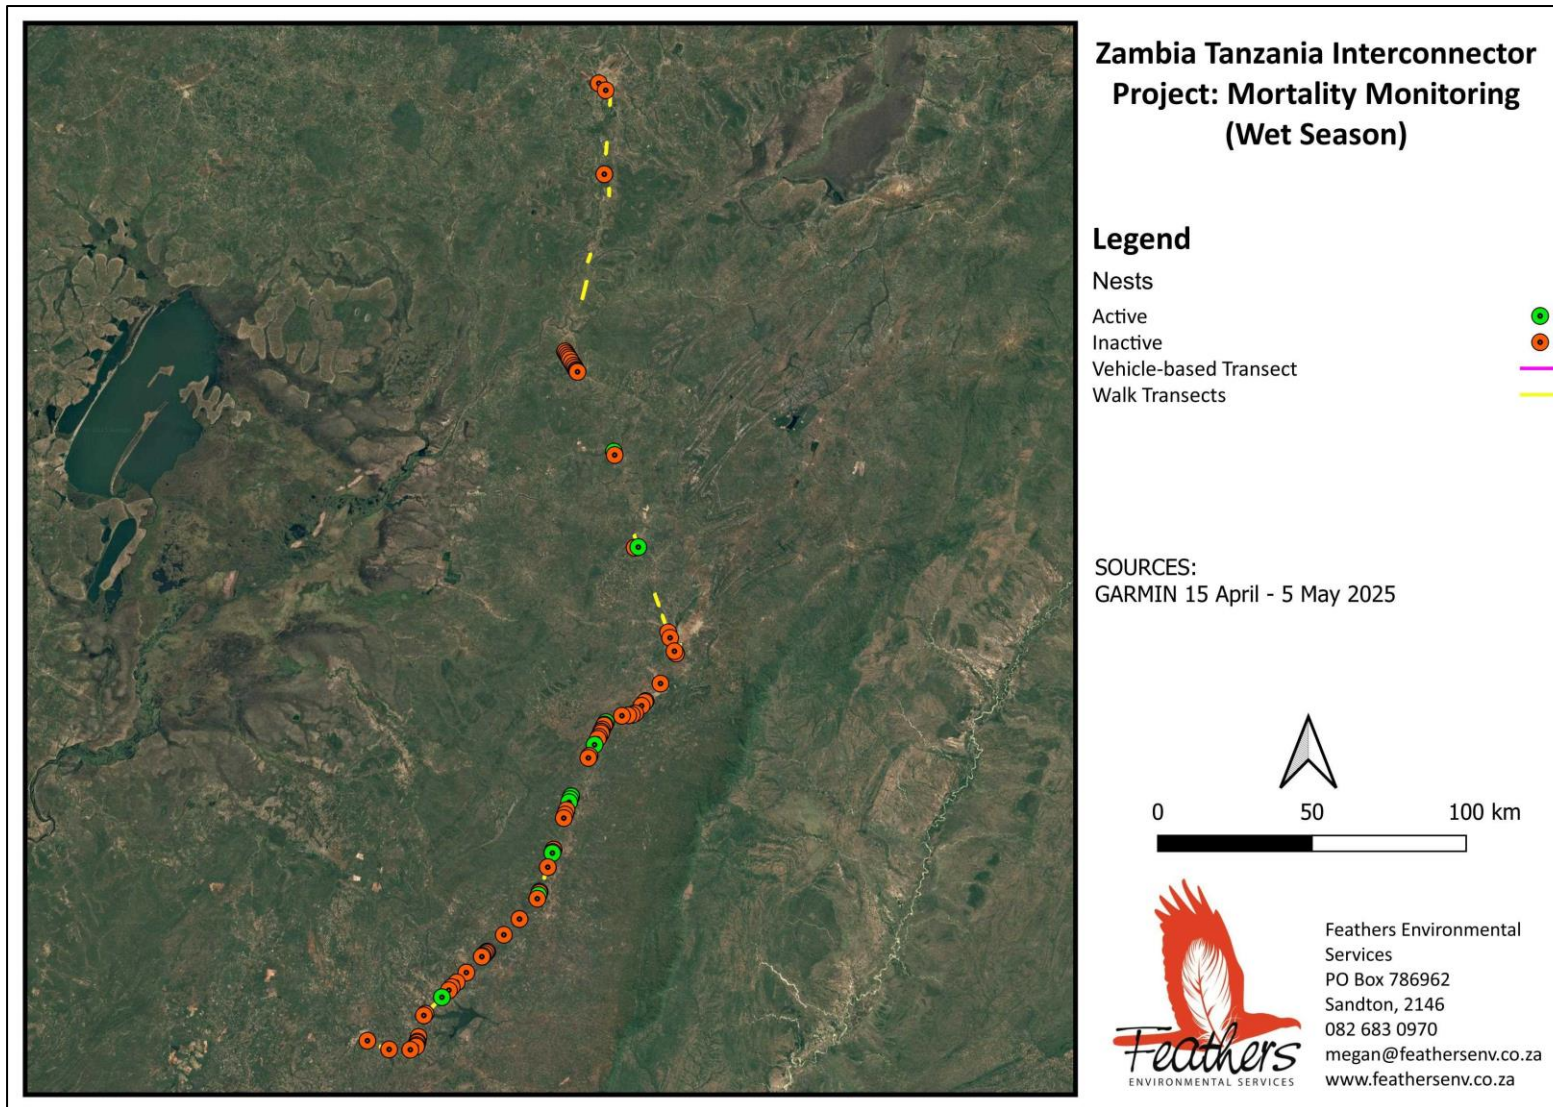 Zambia Tanzania Interconnector
Project: Mortality Monitoring
(Wet Season)
Legend
Nests
Active
Inactive
Vehicle-based Transect
Walk Transects
SOURCES:
GARMIN 15 April - 5 May 2025
0 50 100 km
Feathers
ENVIRONMENTAL SERVICES
Feathers Environmental
Services
PO Box 786962
Sandton, 2146
082 683 0970
megan@feathersenv.co.za
www.feathersenv.co.za